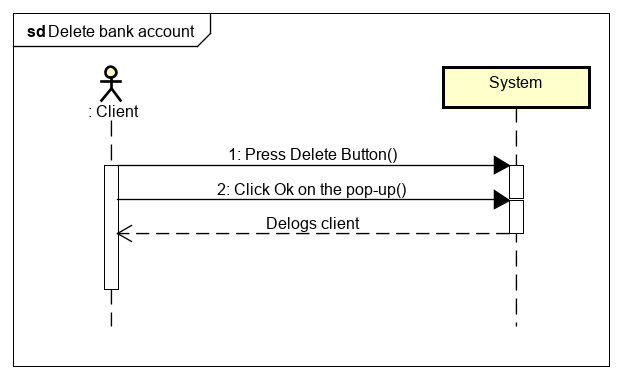 sd Delete bank account
: Client
System
1: Press Delete Button()
2: Click Ok on the pop-up()
Delogs client